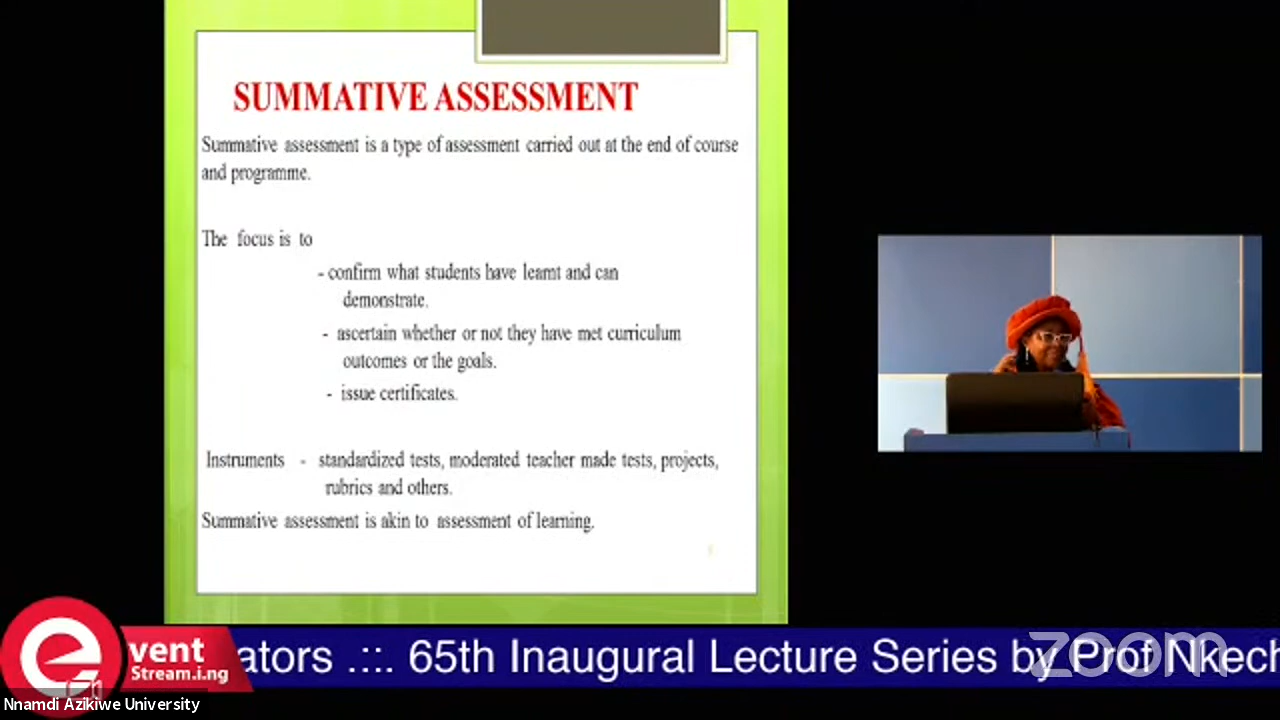 SUMMATIVE ASSESSMENT
Summative assessment is a type of assessment carried out at the end of course
and programme.
The focus is to
- confirm what students have learnt and can
demonstrate.
- ascertain whether or not they have met curriculum
outcomes or the goals.
- issue certificates.
Instruments - standardized tests, moderated teacher made tests, projects,
rubrics and others.
Summative assessment is akin to assessment of learning.
event
Stream.i.ng
ators .::. 65th Inaugural Lecture Series by Prof Nkech
zoom
Nnamdi Azikiwe University